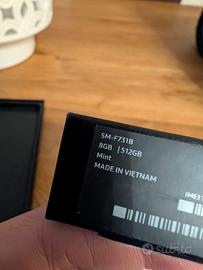 SM-F731B
8GB | 512GB
Mint
MADE IN VIETNAM
IMEI
subito